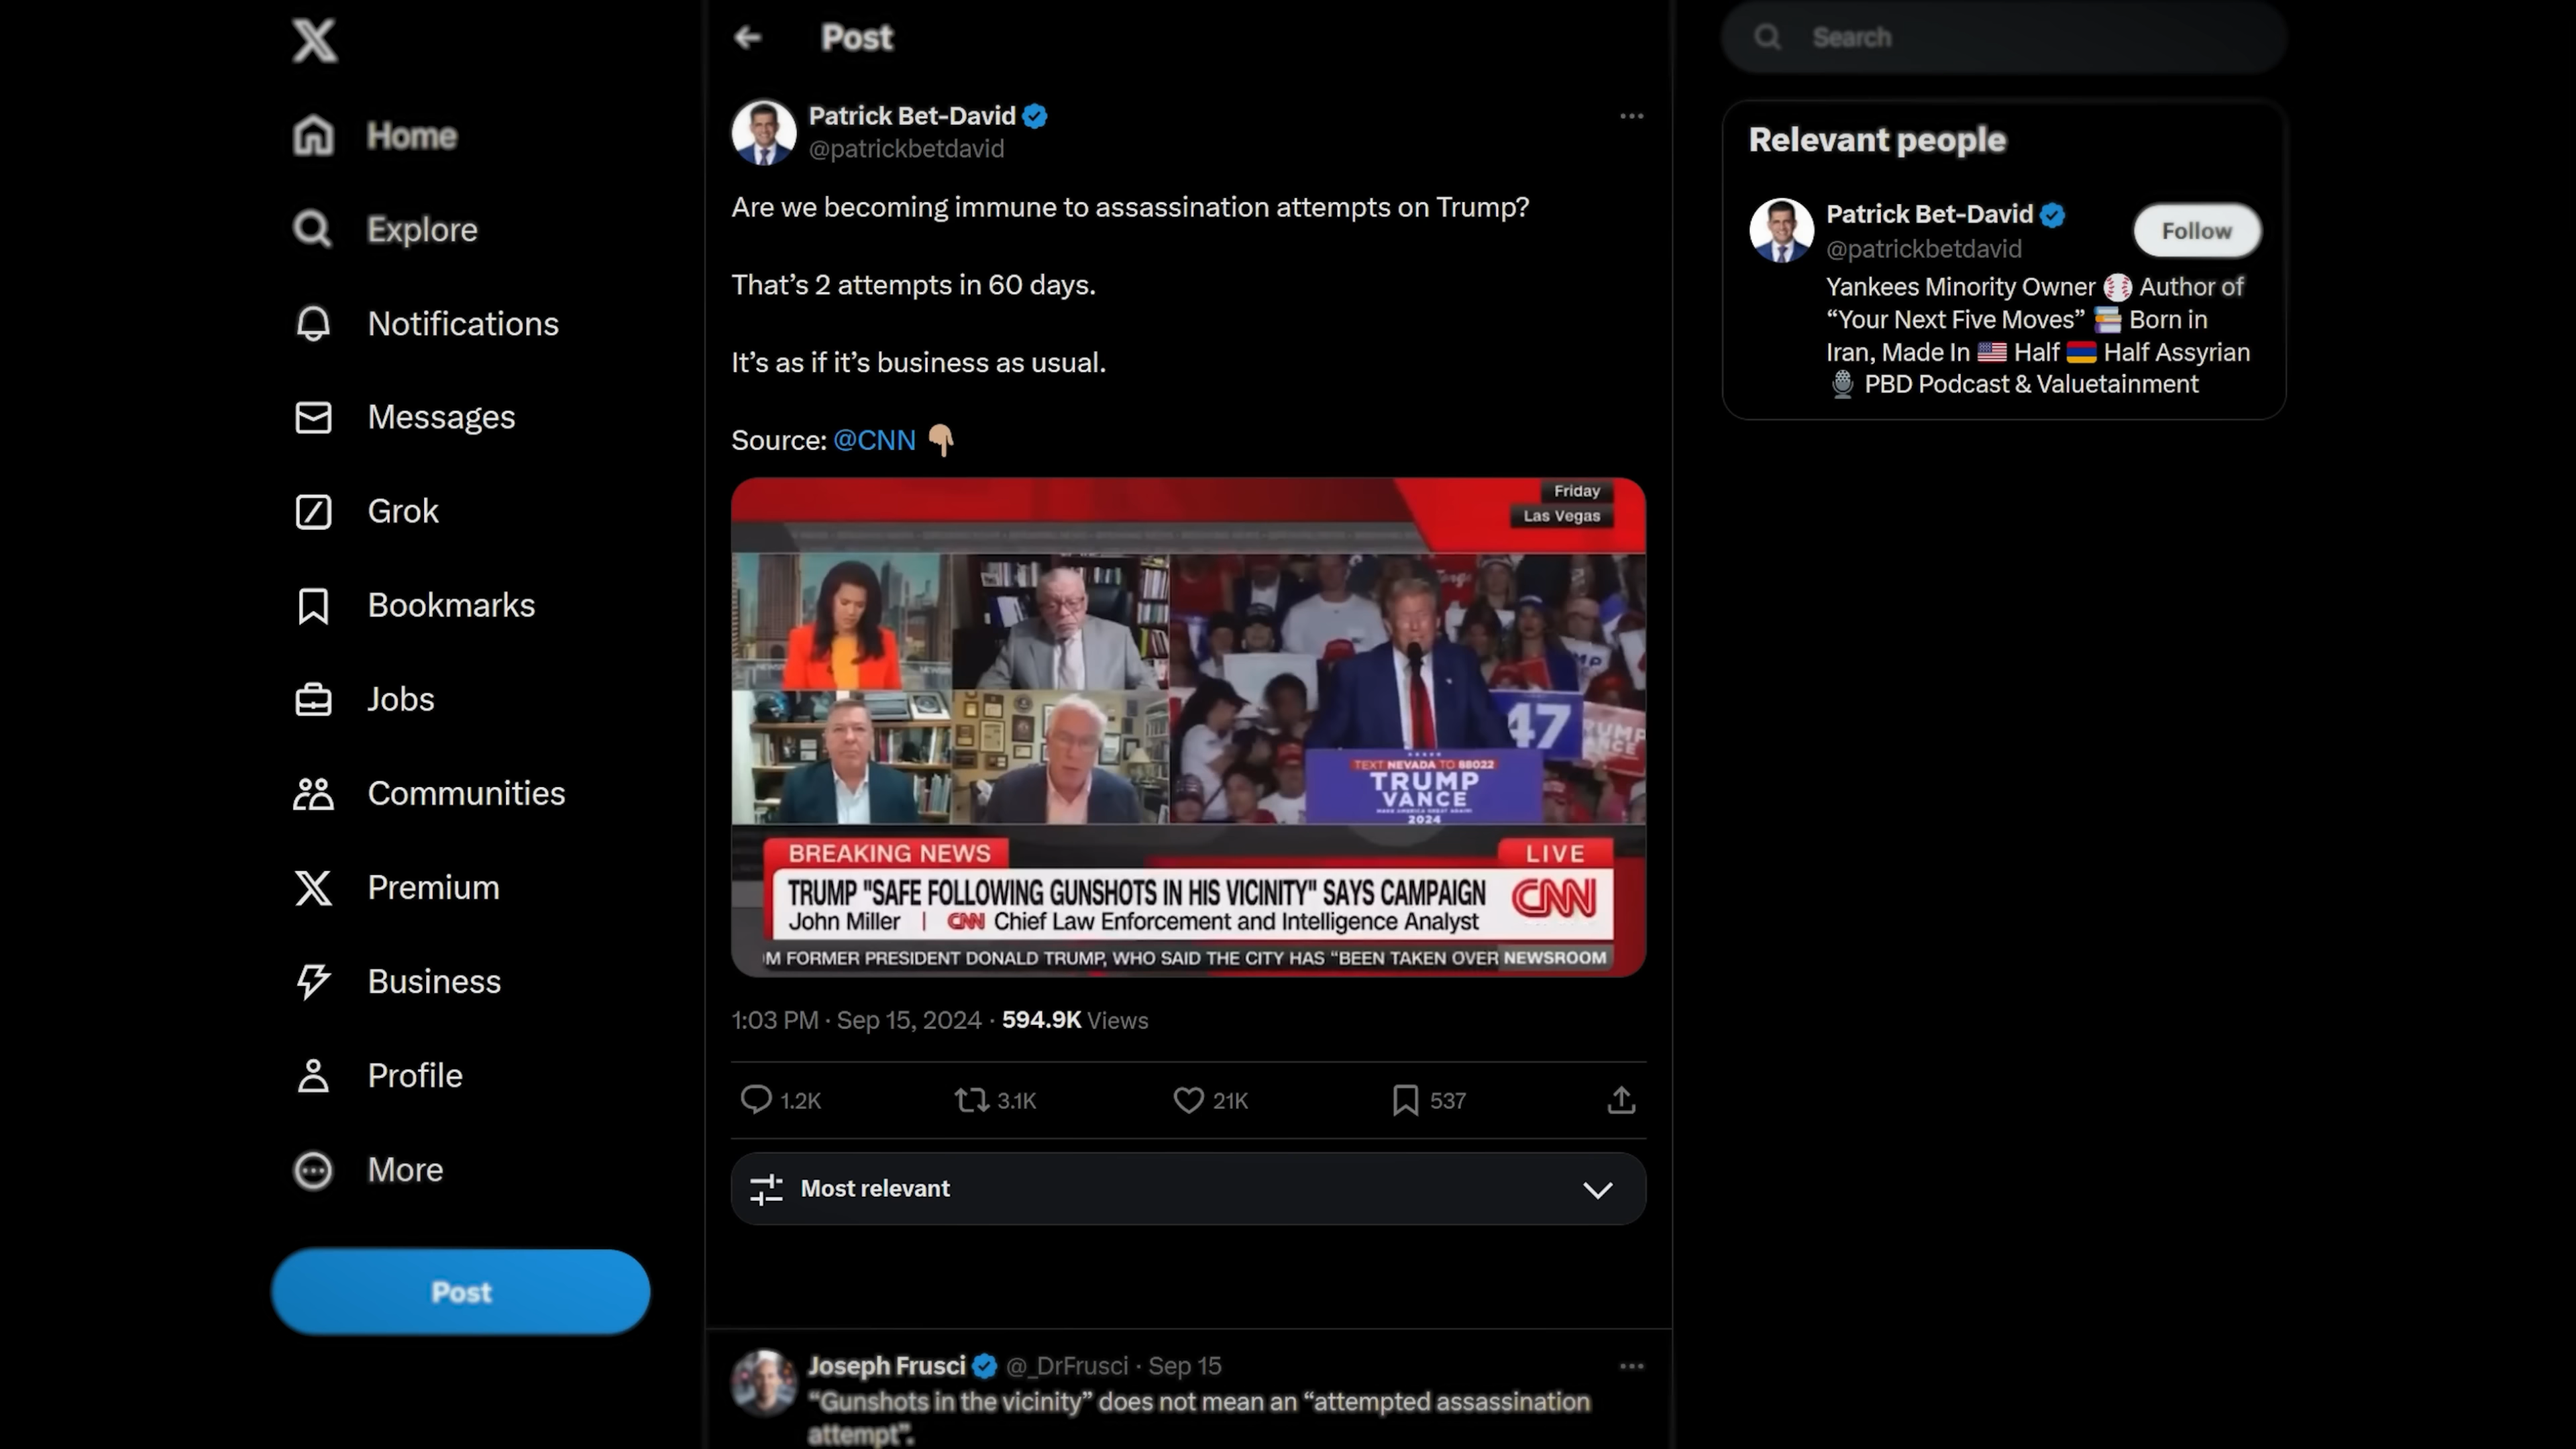 Home
Explore
Notifications
Messages
Grok
Bookmarks
Jobs
Communities
Premium
Business
Profile
More
Post
Post
Patrick Bet-David
@patrickbetdavid
Are we becoming immune to assassination attempts on Trump?
That’s 2 attempts in 60 days.
It’s as if it’s business as usual.
Source: @CNN
Friday
Las Vegas
47
TEXT NEVADA TO 88022
TRUMP
VANCE
2024
BREAKING NEWS
LIVE
TRUMP "SAFE FOLLOWING GUNSHOTS IN HIS VICINITY" SAYS CAMPAIGN
CNN
John Miller | CNN Chief Law Enforcement and Intelligence Analyst
M FORMER PRESIDENT DONALD TRUMP, WHO SAID THE CITY HAS “BEEN TAKEN OVER NEWSROOM
1:03 PM · Sep 15, 2024 · 594.9K Views
1.2K 3.1K 21K 537
Most relevant
Joseph Frusci @_DrFrusci · Sep 15
“Gunshots in the vicinity” does not mean an “attempted assassination
attempt”.
Search
Relevant people
Patrick Bet-David
@patrickbetdavid
Follow
Yankees Minority Owner ⚾ Author of
“Your Next Five Moves” 📚 Born in
Iran, Made In 🇺🇸 Half 🇦🇲 Half Assyrian
🎙 PBD Podcast & Valuetainment